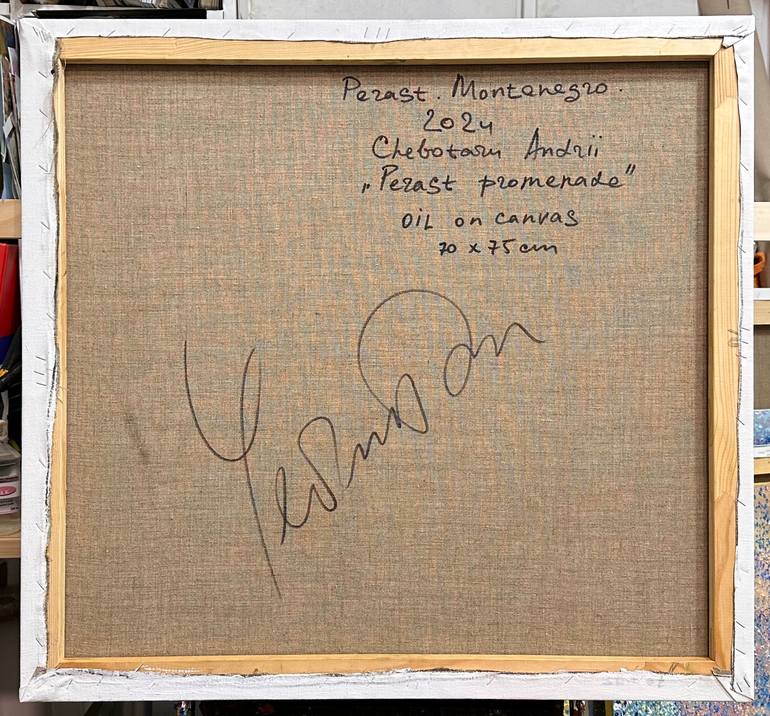 Perast. Montenegro.
2024
Chebotaru Andrii
„Perast promenade"
OIL on canvas
70 x 75 cm